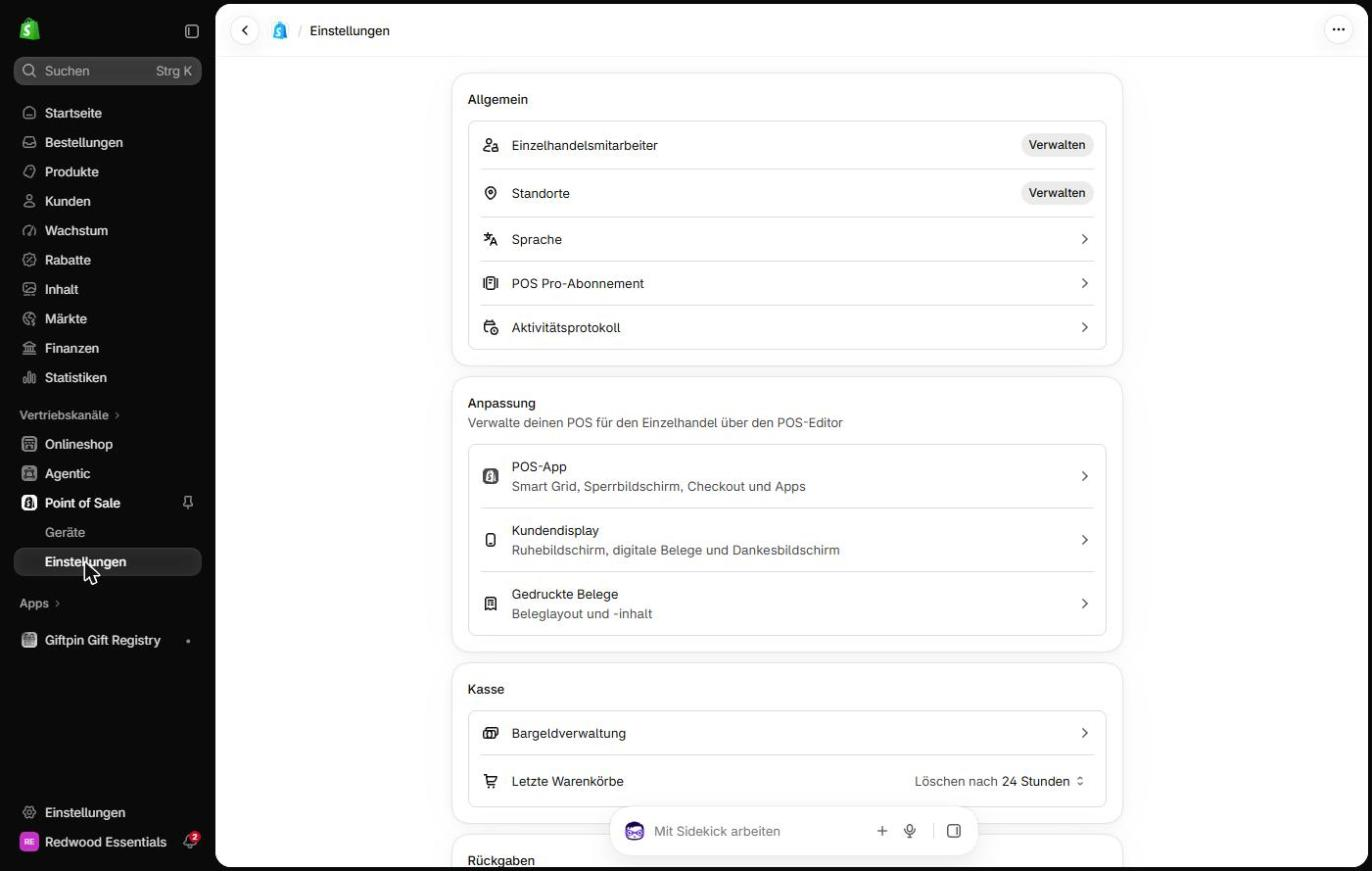 Suchen Strg K
Startseite
Bestellungen
Produkte
Kunden
Wachstum
Rabatte
Inhalt
Märkte
Finanzen
Statistiken
Vertriebskanäle
Onlineshop
Agentic
Point of Sale
Geräte
Einstellungen
Apps
Giftpin Gift Registry
Einstellungen
RE Redwood Essentials 2
/ Einstellungen
Allgemein
Einzelhandelsmitarbeiter Verwalten
Standorte Verwalten
Sprache
POS Pro-Abonnement
Aktivitätsprotokoll
Anpassung
Verwalte deinen POS für den Einzelhandel über den POS-Editor
POS-App
Smart Grid, Sperrbildschirm, Checkout und Apps
Kundendisplay
Ruhebildschirm, digitale Belege und Dankesbildschirm
Gedruckte Belege
Beleglayout und -inhalt
Kasse
Bargeldverwaltung
Letzte Warenkörbe Löschen nach 24 Stunden
Mit Sidekick arbeiten
Rückgaben